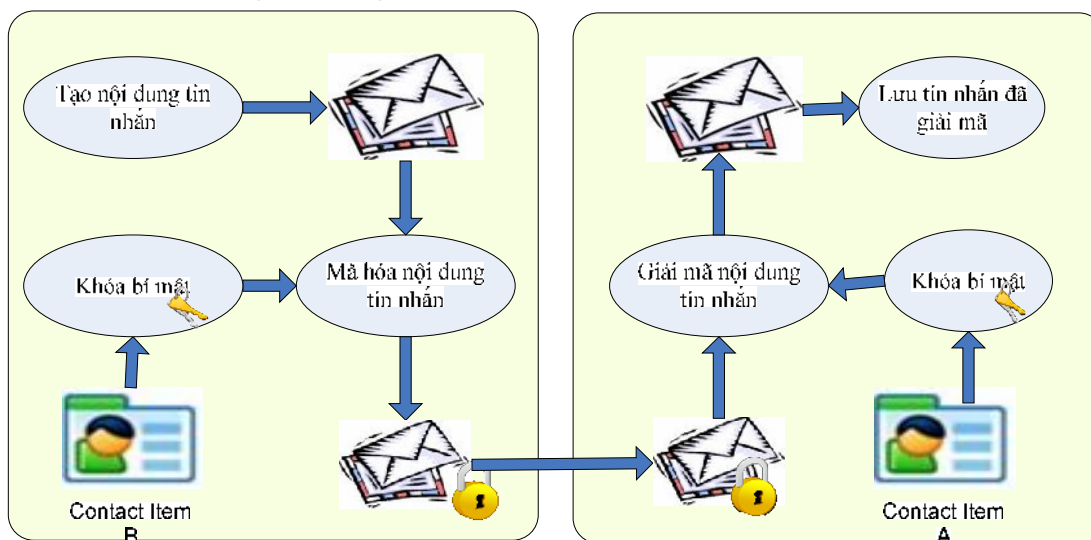 Tạo nội dung tin
nhắn
Khóa bí mật
Mã hóa nội dung
tin nhắn
Contact Item
B
Lưu tin nhắn đã
giải mã
Giải mã nội dung
tin nhắn
Khóa bí mật
Contact Item
A